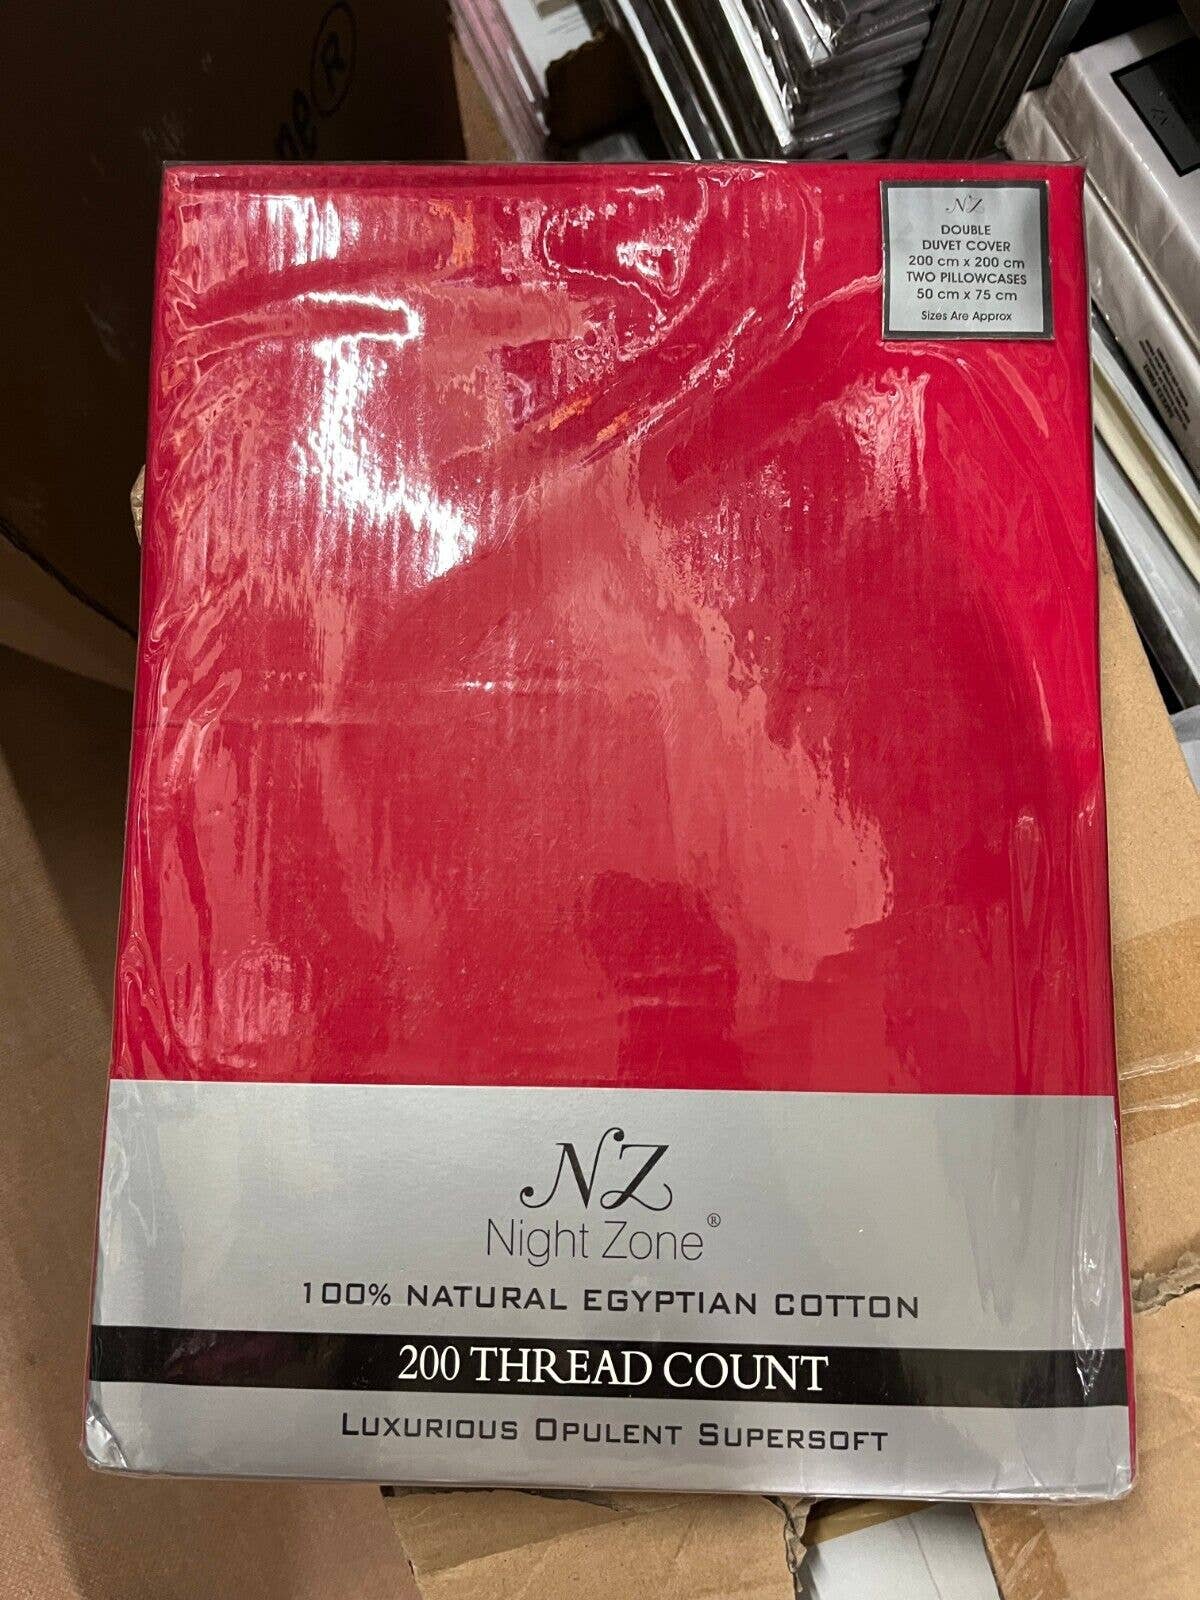 ne®
NZ
DOUBLE
DUVET COVER
200 cm x 200 cm
TWO PILLOWCASES
50 cm x 75 cm
Sizes Are Approx
NZ
Night Zone®
100% NATURAL EGYPTIAN COTTON
200 THREAD COUNT
LUXURIOUS OPULENT SUPERSOFT